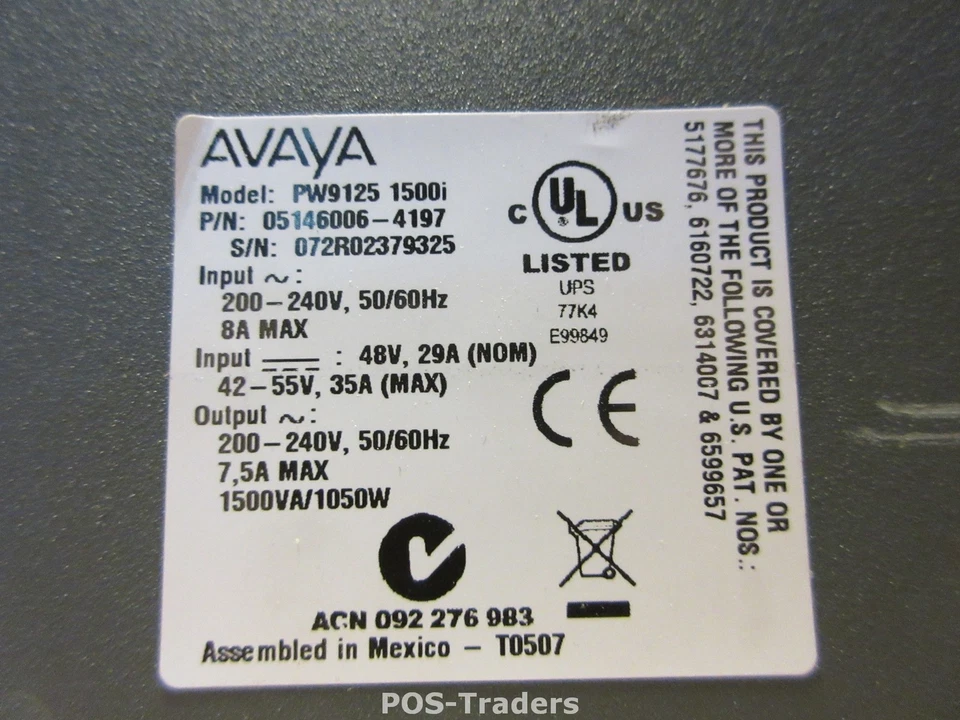 AVAYA
Model: PW9125 1500i
P/N: 05146006-4197
S/N: 072R02379325
Input ~:
200-240V, 50/60Hz
8A MAX
Input ⎓ : 48V, 29A (NOM)
42-55V, 35A (MAX)
Output ~:
200-240V, 50/60Hz
7,5A MAX
1500VA/1050W
C UL US
®
LISTED
UPS
77K4
E99849
CE
ACN 092 276 983
Assembled in Mexico - T0507
THIS PRODUCT IS COVERED BY ONE OR
MORE OF THE FOLLOWING U.S. PAT. NOS.:
5177676, 6160722, 6314007 & 6599657
POS-Traders